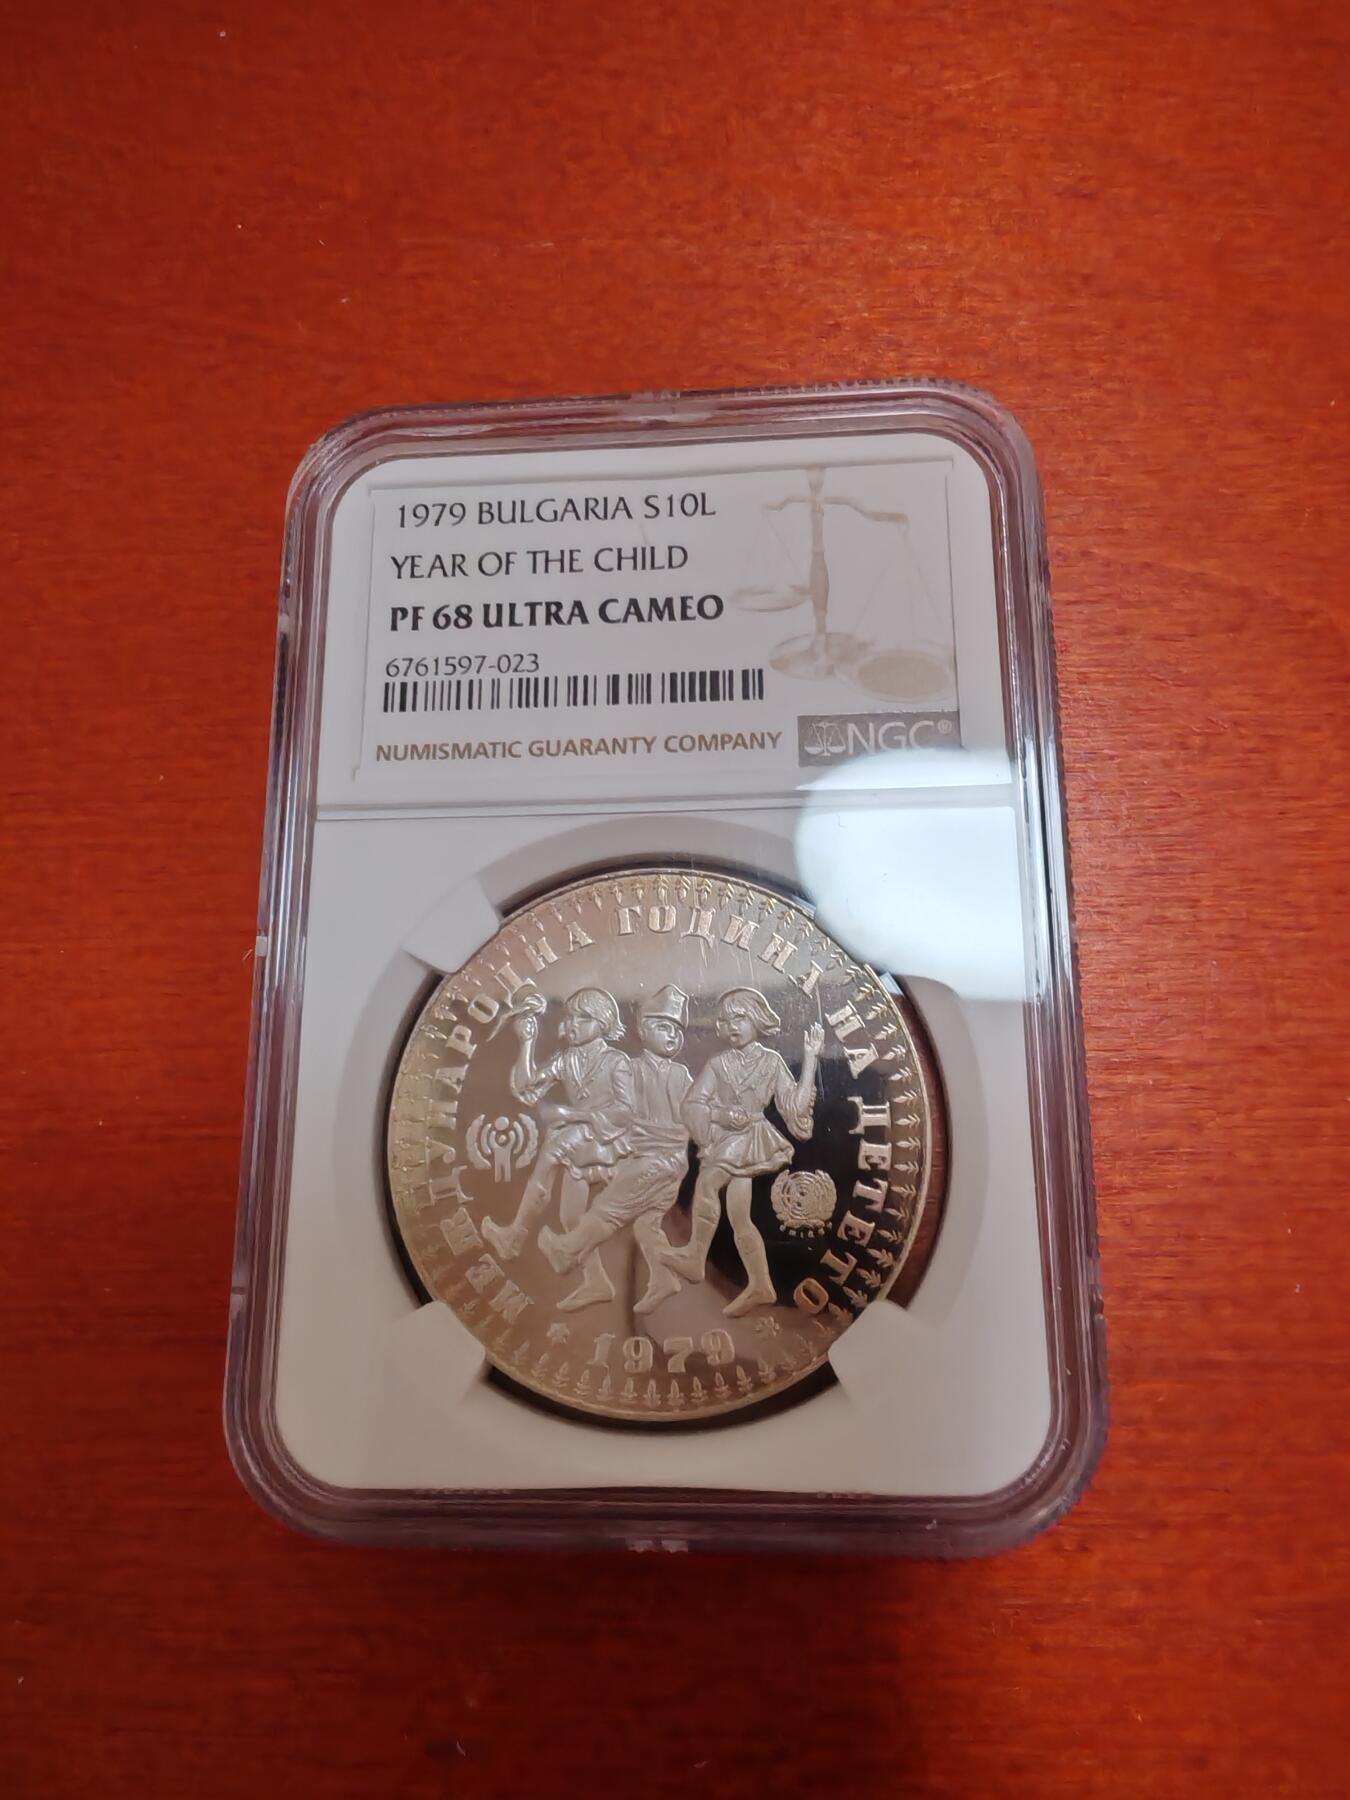 1979 BULGARIA S10L
YEAR OF THE CHILD
PF 68 ULTRA CAMEO
6761597-023
NUMISMATIC GUARANTY COMPANY
NGC®
МЕЖДУНАРОДНА ГОДИНА НА ДЕТЕТО
1979